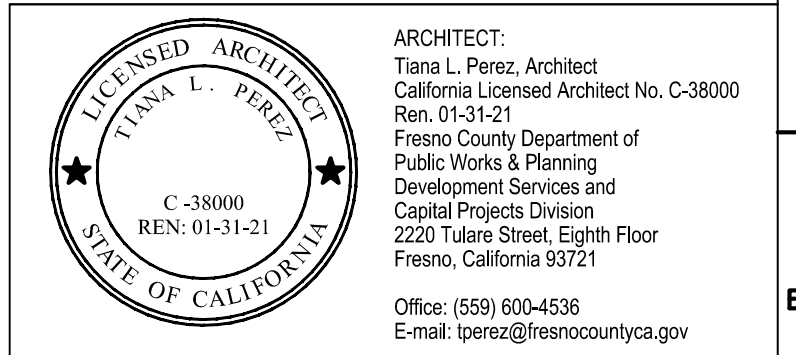 LICENSED ARCHITECT
TIANA L. PEREZ
C -38000
REN: 01-31-21
STATE OF CALIFORNIA
ARCHITECT:
Tiana L. Perez, Architect
California Licensed Architect No. C-38000
Ren. 01-31-21
Fresno County Department of
Public Works & Planning
Development Services and
Capital Projects Division
2220 Tulare Street, Eighth Floor
Fresno, California 93721
Office: (559) 600-4536
E-mail: tperez@fresnocountyca.gov